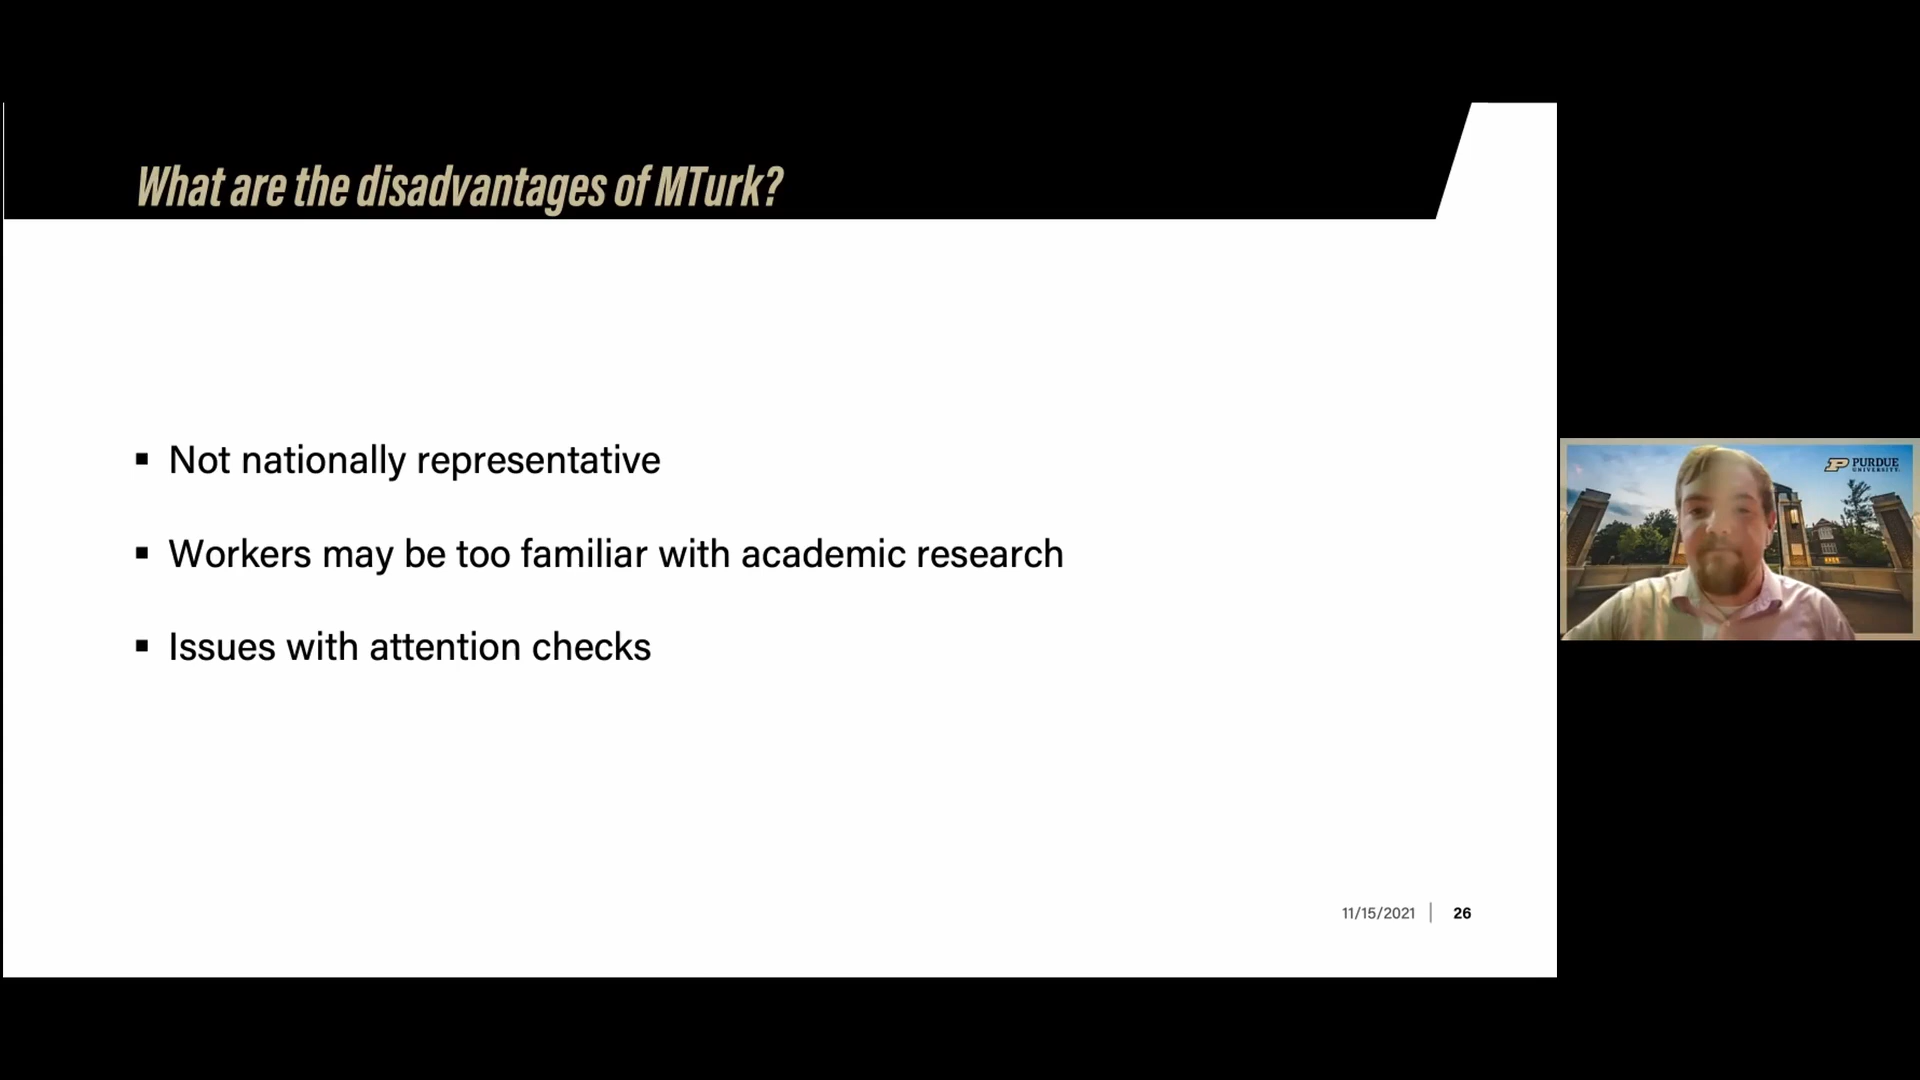 What are the disadvantages of MTurk?
▪ Not nationally representative
▪ Workers may be too familiar with academic research
▪ Issues with attention checks
11/15/2021 | 26
PURDUE
UNIVERSITY